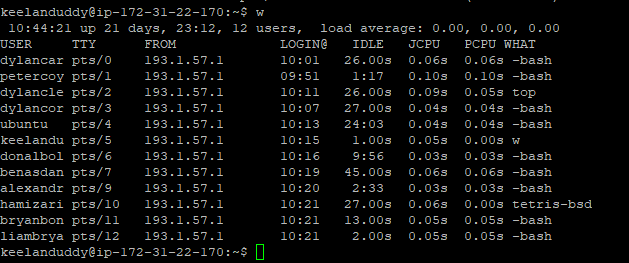 keelanduddy@ip-172-31-22-170:~$ w
 10:44:21 up 21 days, 23:12, 12 users,  load average: 0.00, 0.00, 0.00
USER     TTY      FROM             LOGIN@   IDLE   JCPU   PCPU WHAT
dylancar pts/0    193.1.57.1       10:01   26.00s  0.06s  0.06s -bash
petercoy pts/1    193.1.57.1       09:51    1:17   0.10s  0.10s -bash
dylancle pts/2    193.1.57.1       10:11   26.00s  0.09s  0.05s top
dylancor pts/3    193.1.57.1       10:07   27.00s  0.04s  0.04s -bash
ubuntu   pts/4    193.1.57.1       10:13   24:03   0.04s  0.04s -bash
keelandu pts/5    193.1.57.1       10:15    1.00s  0.05s  0.00s w
donalbol pts/6    193.1.57.1       10:16    9:56   0.03s  0.03s -bash
benasdan pts/7    193.1.57.1       10:19   45.00s  0.06s  0.06s -bash
alexandr pts/9    193.1.57.1       10:20    2:33   0.03s  0.03s -bash
hamizari pts/10   193.1.57.1       10:21   27.00s  0.06s  0.00s tetris-bsd
bryanbon pts/11   193.1.57.1       10:21   13.00s  0.05s  0.05s -bash
liambrya pts/12   193.1.57.1       10:21    2.00s  0.05s  0.05s -bash
keelanduddy@ip-172-31-22-170:~$